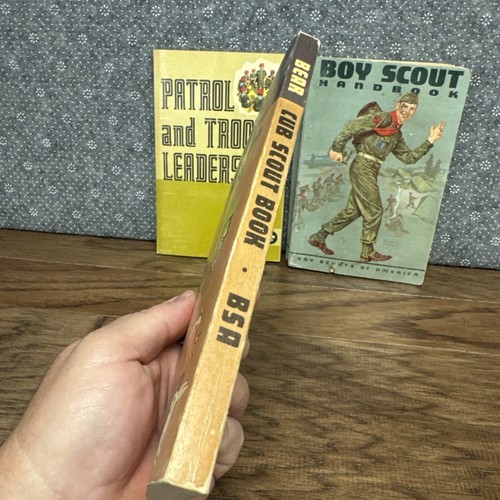 PATROL
and TROOP
LEADERS
BEAR CUB SCOUT BOOK • BSA
BOY SCOUT
HANDBOOK
BOY SCOUTS OF AMERICA